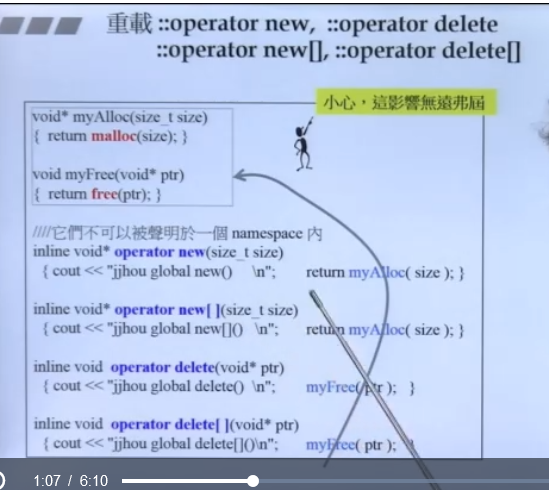 重載 ::operator new, ::operator delete
::operator new[], ::operator delete[]
小心，這影響無遠弗屆
void* myAlloc(size_t size)
{ return malloc(size); }
void myFree(void* ptr)
{ return free(ptr); }
////它們不可以被聲明於一個 namespace 內
inline void* operator new(size_t size)
{ cout << "jjhou global new() \n"; return myAlloc( size ); }
inline void* operator new[ ](size_t size)
{ cout << "jjhou global new[]() \n"; return myAlloc( size ); }
inline void operator delete(void* ptr)
{ cout << "jjhou global delete() \n"; myFree( ptr ); }
inline void operator delete[ ](void* ptr)
{ cout << "jjhou global delete[]()\n"; myFree( ptr ); }
1:07 / 6:10